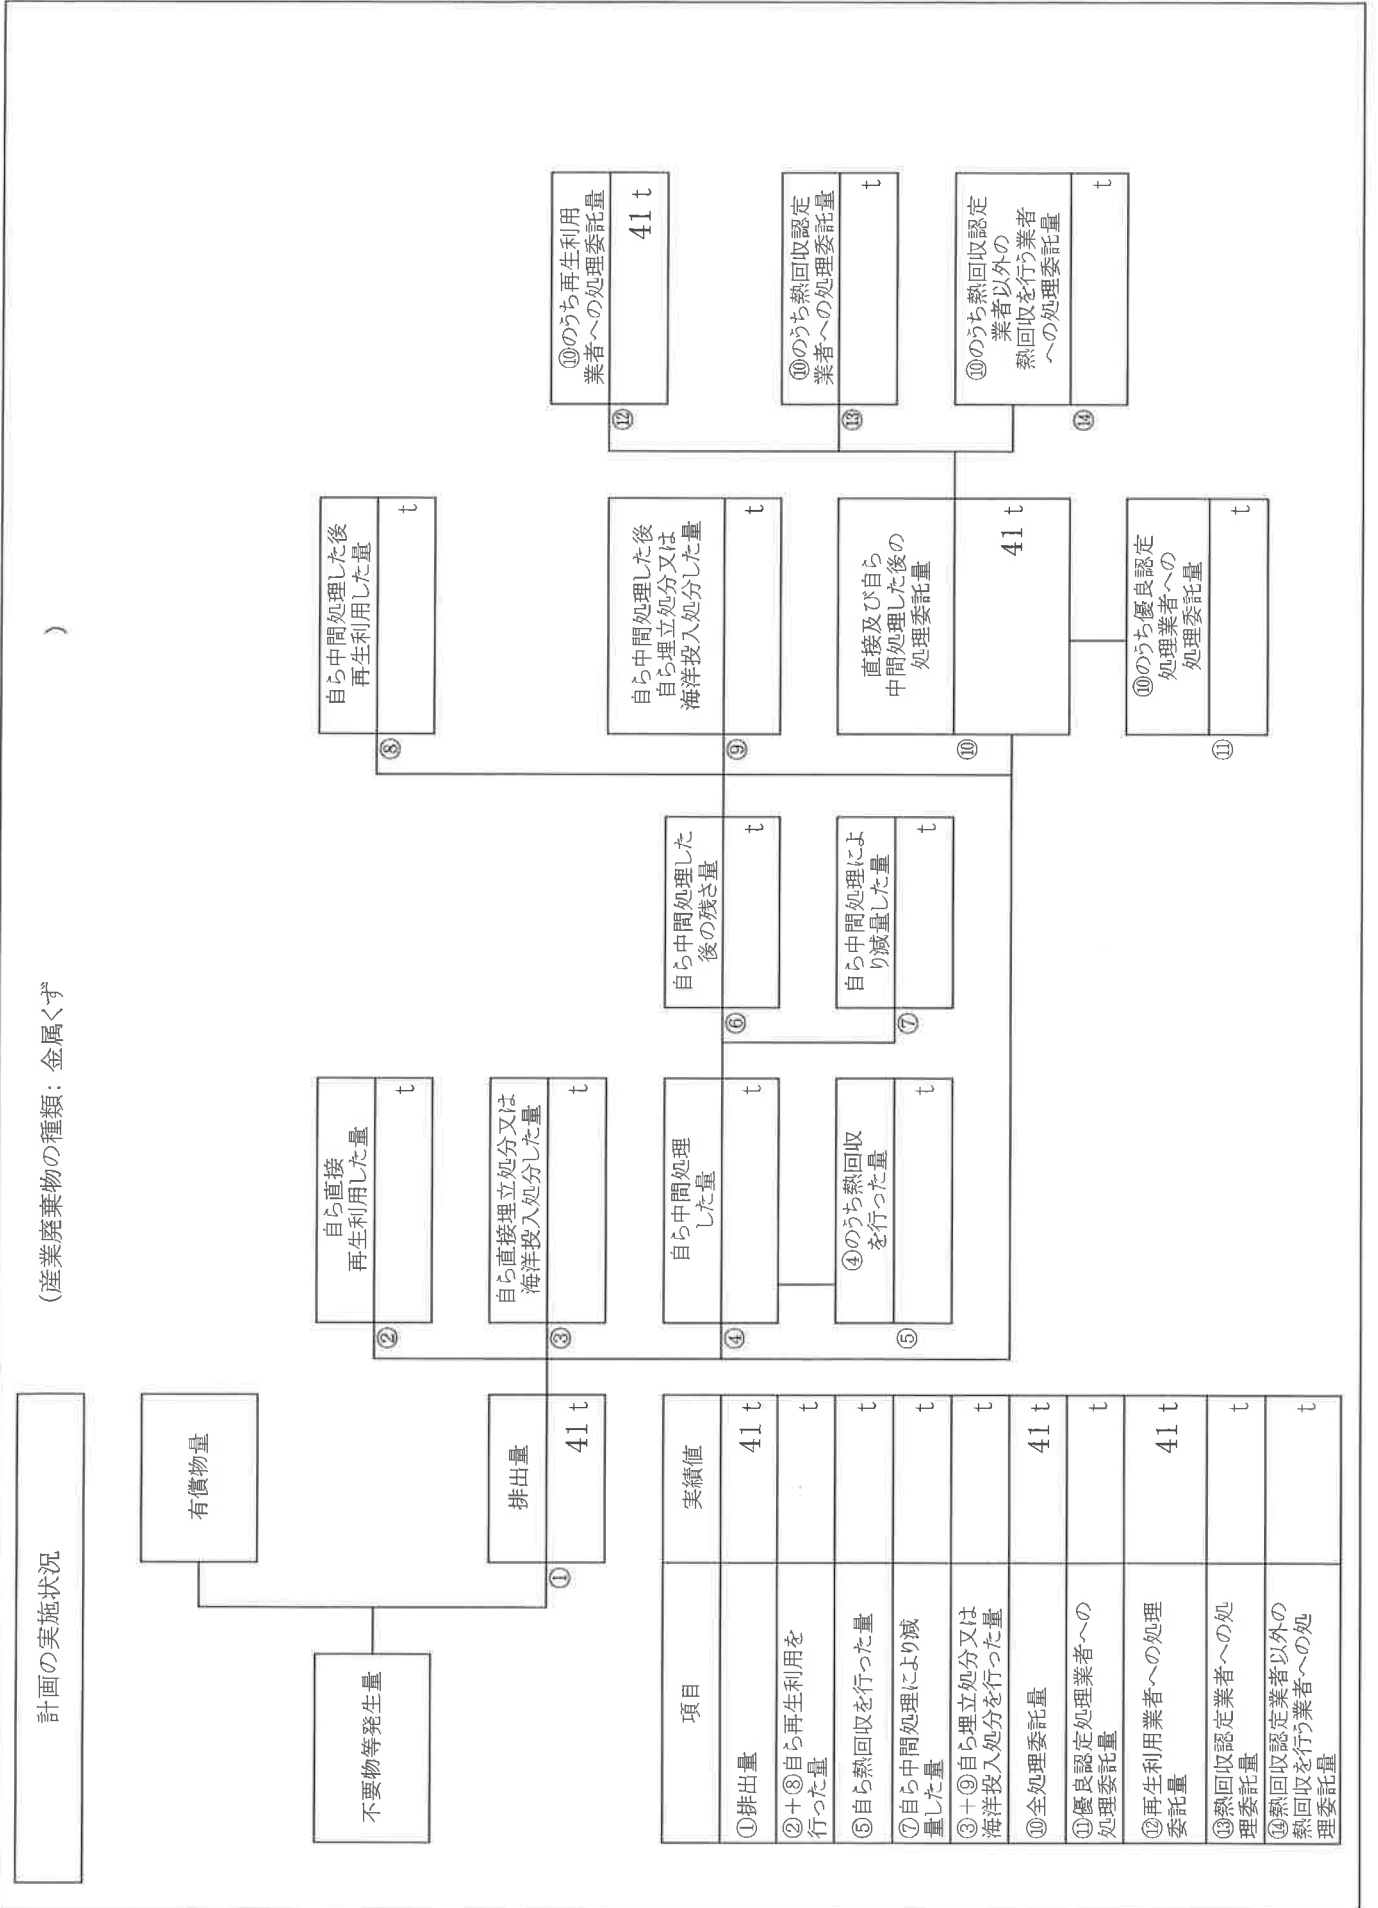 計画の実施状況
(産業廃棄物の種類：金属くず　　　　　　　　)
不要物等発生量
有償物量
①
排出量
41 t
②
自ら直接
再生利用した量
t
③
自ら直接埋立処分又は
海洋投入処分した量
t
④
自ら中間処理
した量
t
⑤
④のうち熱回収
を行った量
t
⑥
自ら中間処理した
後の残さ量
t
⑦
自ら中間処理によ
り減量した量
t
⑧
自ら中間処理した後
再生利用した量
t
⑨
自ら中間処理した後
自ら埋立処分又は
海洋投入処分した量
t
⑩
直接及び自ら
中間処理した後の
処理委託量
41 t
⑪
⑩のうち優良認定
処理業者への
処理委託量
t
⑫
⑩のうち再生利用
業者への処理委託量
41 t
⑬
⑩のうち熱回収認定
業者への処理委託量
t
⑭
⑩のうち熱回収認定
業者以外の
熱回収を行う業者
への処理委託量
t
項目　実績値
①排出量　41 t
②+⑧自ら再生利用を
行った量　t
⑤自ら熱回収を行った量　t
⑦自ら中間処理により減
量した量　t
③+⑨自ら埋立処分又は
海洋投入処分を行った量　t
⑩全処理委託量　41 t
⑪優良認定処理業者への
処理委託量　t
⑫再生利用業者への処理
委託量　41 t
⑬熱回収認定業者への処
理委託量　t
⑭熱回収認定業者以外の
熱回収を行う業者への処
理委託量　t